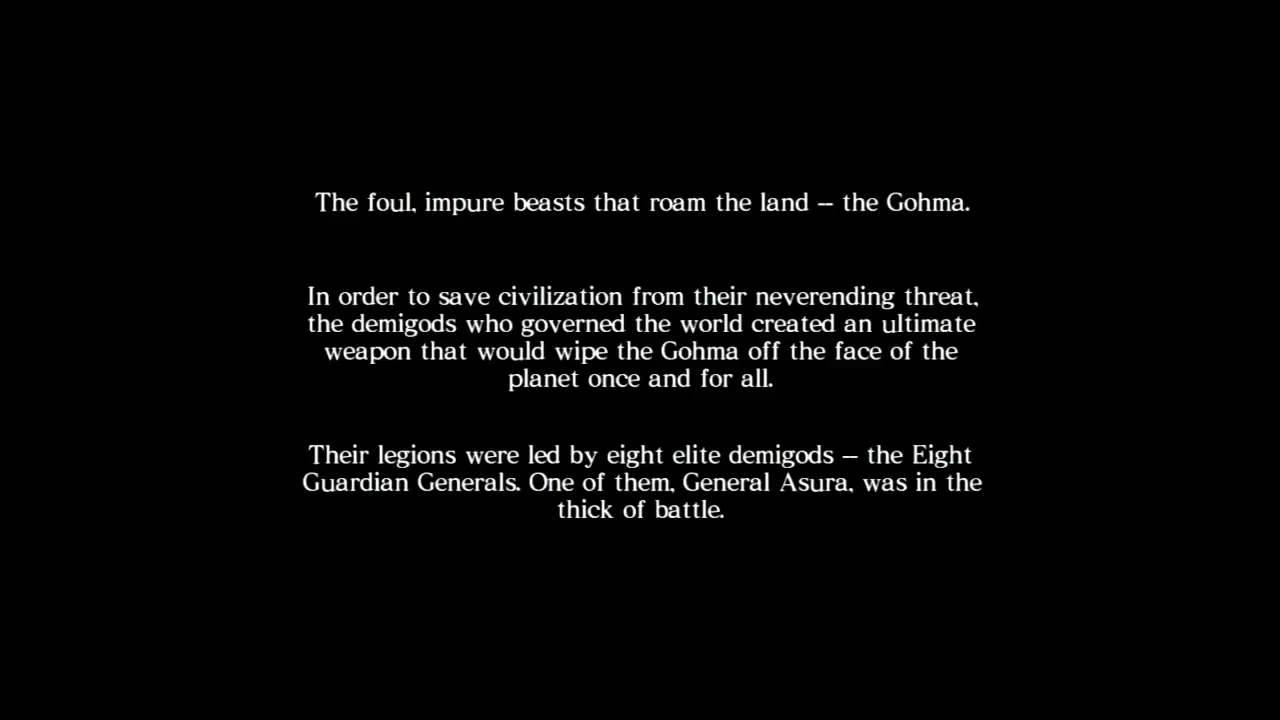 The foul, impure beasts that roam the land -- the Gohma.
In order to save civilization from their neverending threat,
the demigods who governed the world created an ultimate
weapon that would wipe the Gohma off the face of the
planet once and for all.
Their legions were led by eight elite demigods -- the Eight
Guardian Generals. One of them, General Asura, was in the
thick of battle.